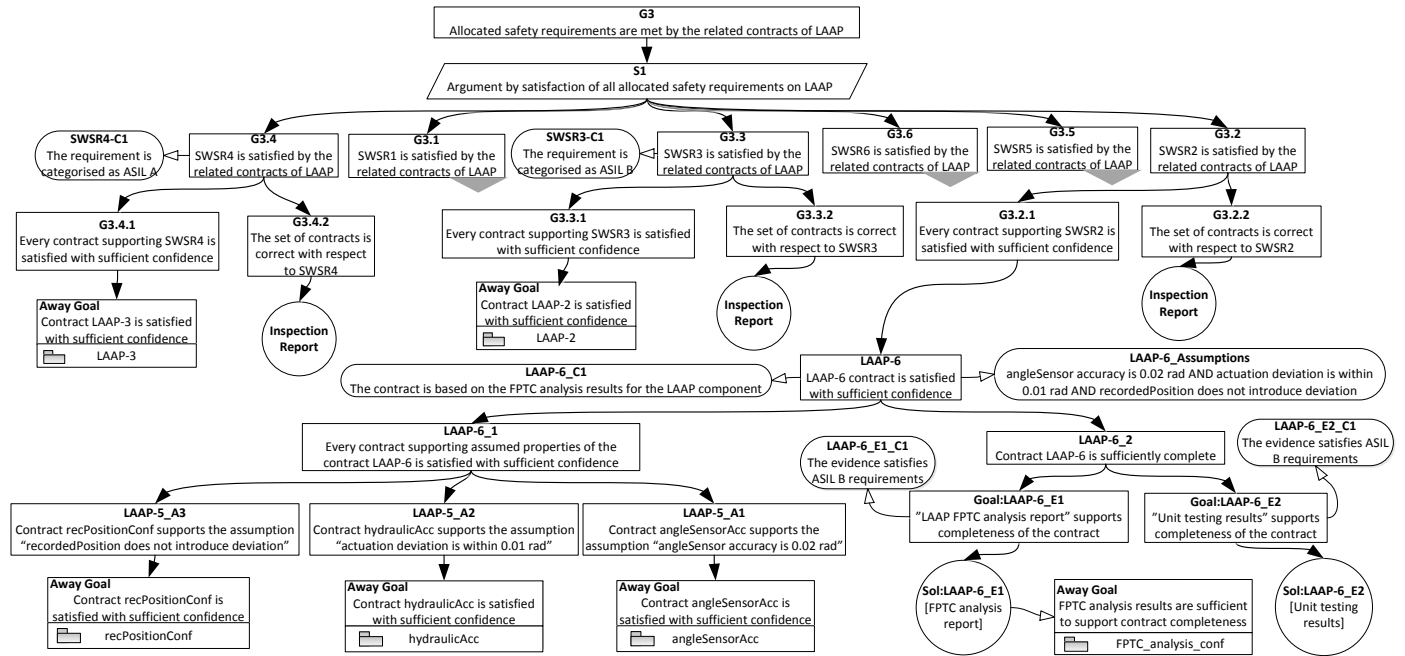 G3
Allocated safety requirements are met by the related contracts of LAAP
S1
Argument by satisfaction of all allocated safety requirements on LAAP
SWSR4-C1
The requirement is
categorised as ASIL A
G3.4
SWSR4 is satisfied by the
related contracts of LAAP
G3.1
SWSR1 is satisfied by the
related contracts of LAAP
SWSR3-C1
The requirement is
categorised as ASIL B
G3.3
SWSR3 is satisfied by the
related contracts of LAAP
G3.6
SWSR6 is satisfied by the
related contracts of LAAP
G3.5
SWSR5 is satisfied by the
related contracts of LAAP
G3.2
SWSR2 is satisfied by the
related contracts of LAAP
G3.4.1
Every contract supporting SWSR4 is
satisfied with sufficient confidence
G3.4.2
The set of contracts is
correct with respect
to SWSR4
G3.3.1
Every contract supporting SWSR3 is satisfied
with sufficient confidence
G3.3.2
The set of contracts is correct
with respect to SWSR3
G3.2.1
Every contract supporting SWSR2 is
satisfied with sufficient confidence
G3.2.2
The set of contracts is correct
with respect to SWSR2
Away Goal
Contract LAAP-3 is satisfied
with sufficient confidence
LAAP-3
Inspection
Report
Away Goal
Contract LAAP-2 is satisfied
with sufficient confidence
LAAP-2
Inspection
Report
Inspection
Report
LAAP-6_C1
The contract is based on the FPTC analysis results for the LAAP component
LAAP-6
LAAP-6 contract is satisfied
with sufficient confidence
LAAP-6_Assumptions
angleSensor accuracy is 0.02 rad AND actuation deviation is within
0.01 rad AND recordedPosition does not introduce deviation
LAAP-6_1
Every contract supporting assumed properties of the
contract LAAP-6 is satisfied with sufficient confidence
LAAP-6_E1_C1
The evidence satisfies
ASIL B requirements
LAAP-6_2
Contract LAAP-6 is sufficiently complete
LAAP-6_E2_C1
The evidence satisfies ASIL
B requirements
LAAP-5_A3
Contract recPositionConf supports the assumption
“recordedPosition does not introduce deviation”
LAAP-5_A2
Contract hydraulicAcc supports the assumption
“actuation deviation is within 0.01 rad”
LAAP-5_A1
Contract angleSensorAcc supports the
assumption “angleSensor accuracy is 0.02 rad”
Goal:LAAP-6_E1
”LAAP FPTC analysis report” supports
completeness of the contract
Goal:LAAP-6_E2
”Unit testing results” supports
completeness of the contract
Away Goal
Contract recPositionConf is
satisfied with sufficient confidence
recPositionConf
Away Goal
Contract hydraulicAcc is satisfied
with sufficient confidence
hydraulicAcc
Away Goal
Contract angleSensorAcc is
satisfied with sufficient confidence
angleSensorAcc
Sol:LAAP-6_E1
[FPTC analysis
report]
Away Goal
FPTC analysis results are sufficient
to support contract completeness
FPTC_analysis_conf
Sol:LAAP-6_E2
[Unit testing
results]